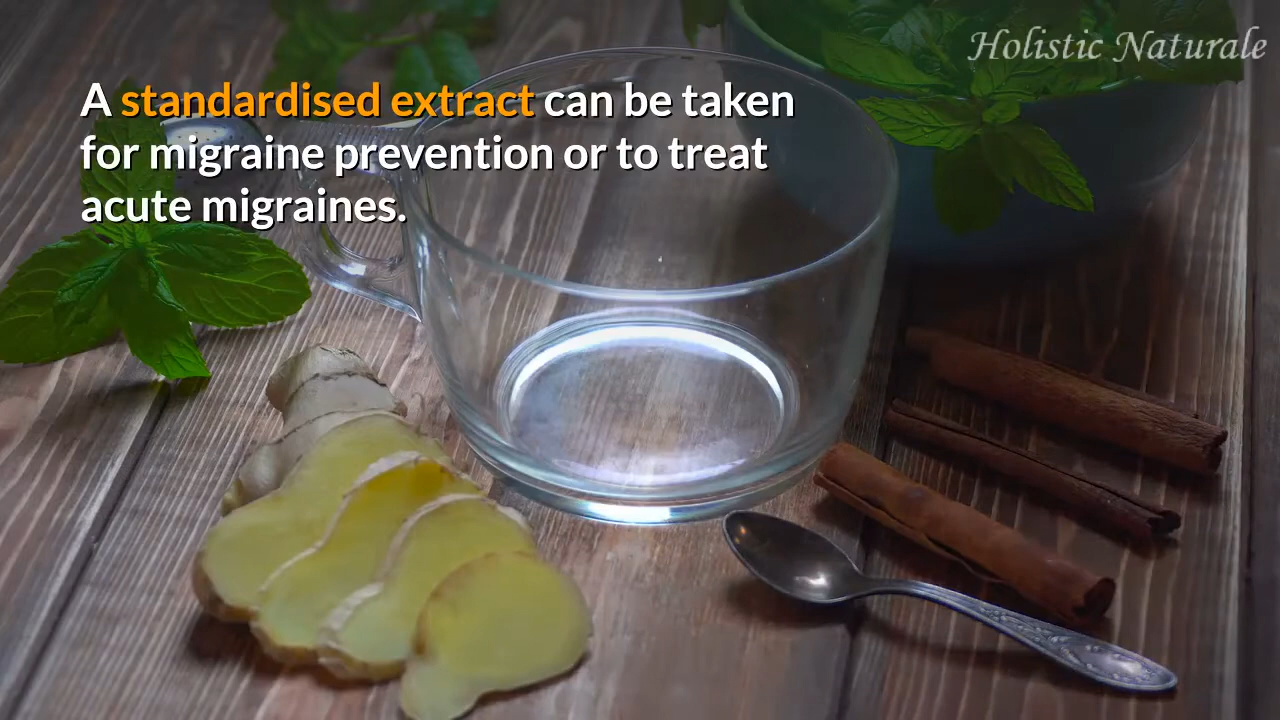 Holistic Naturale
A standardised extract can be taken
for migraine prevention or to treat
acute migraines.